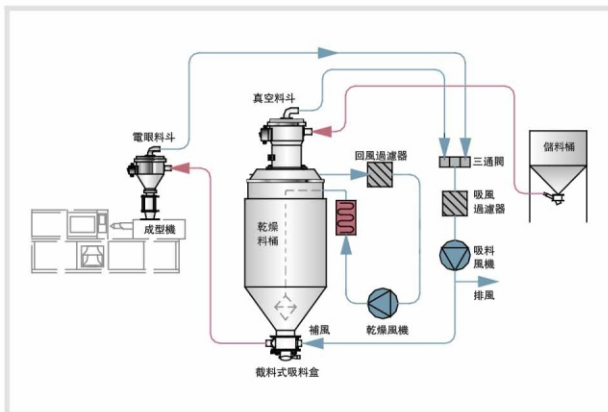 真空料斗
電眼料斗
回風過濾器
三通閥
儲料桶
吸風
過濾器
成型機
乾燥
料桶
吸料
風機
排風
補風
乾燥風機
截料式吸料盒